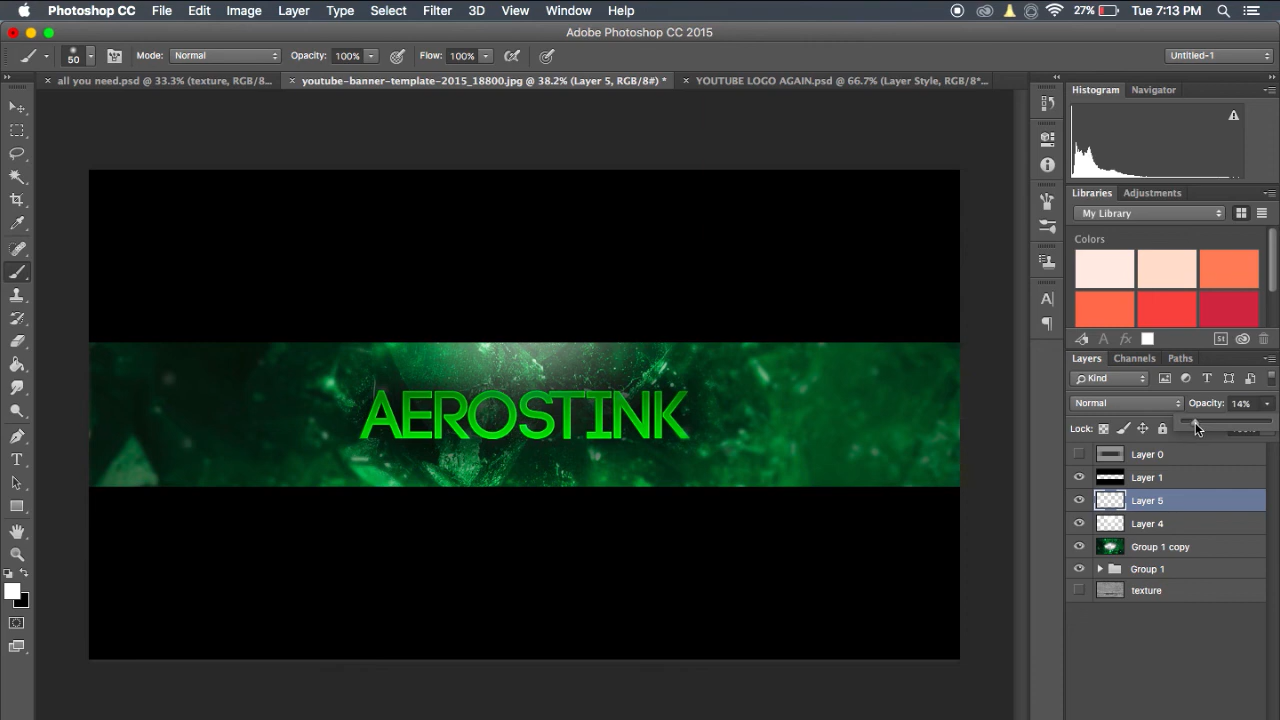 Photoshop CC File Edit Image Layer Type Select Filter 3D View Window Help 27% Tue 7:13 PM
Adobe Photoshop CC 2015
50 Mode: Normal Opacity: 100% Flow: 100% Untitled-1
all you need.psd @ 33.3% (texture, RGB/8... youtube-banner-template-2015_18800.jpg @ 38.2% (Layer 5, RGB/8#) * YOUTUBE LOGO AGAIN.psd @ 66.7% (Layer Style, RGB/8*...
Histogram Navigator
Libraries Adjustments
My Library
Colors
St
Layers Channels Paths
Kind
Normal Opacity: 14%
Lock:
Layer 0
Layer 1
Layer 5
Layer 4
Group 1 copy
Group 1
texture
AEROSTINK